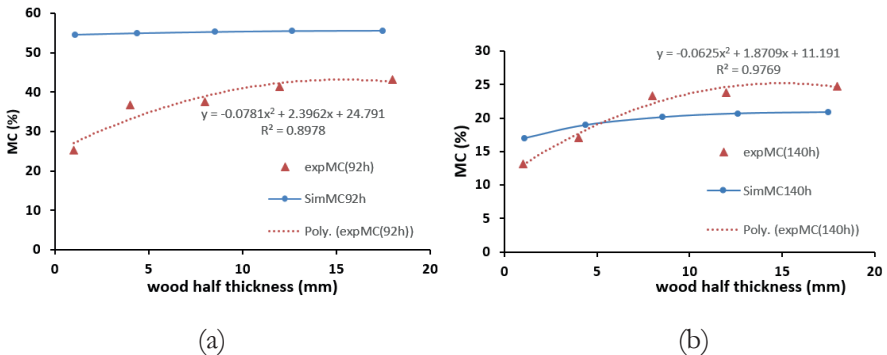 60
50
40
30
20
10
0
MC (%)
y = -0.0781x² + 2.3962x + 24.791
R² = 0.8978
expMC(92h)
SimMC92h
Poly. (expMC(92h))
0 5 10 15 20
wood half thickness (mm)
(a)
30
25
20
15
10
5
0
MC (%)
y = -0.0625x² + 1.8709x + 11.191
R² = 0.9769
expMC(140h)
SimMC140h
Poly. (expMC(140h))
0 5 10 15 20
wood half thickness (mm)
(b)